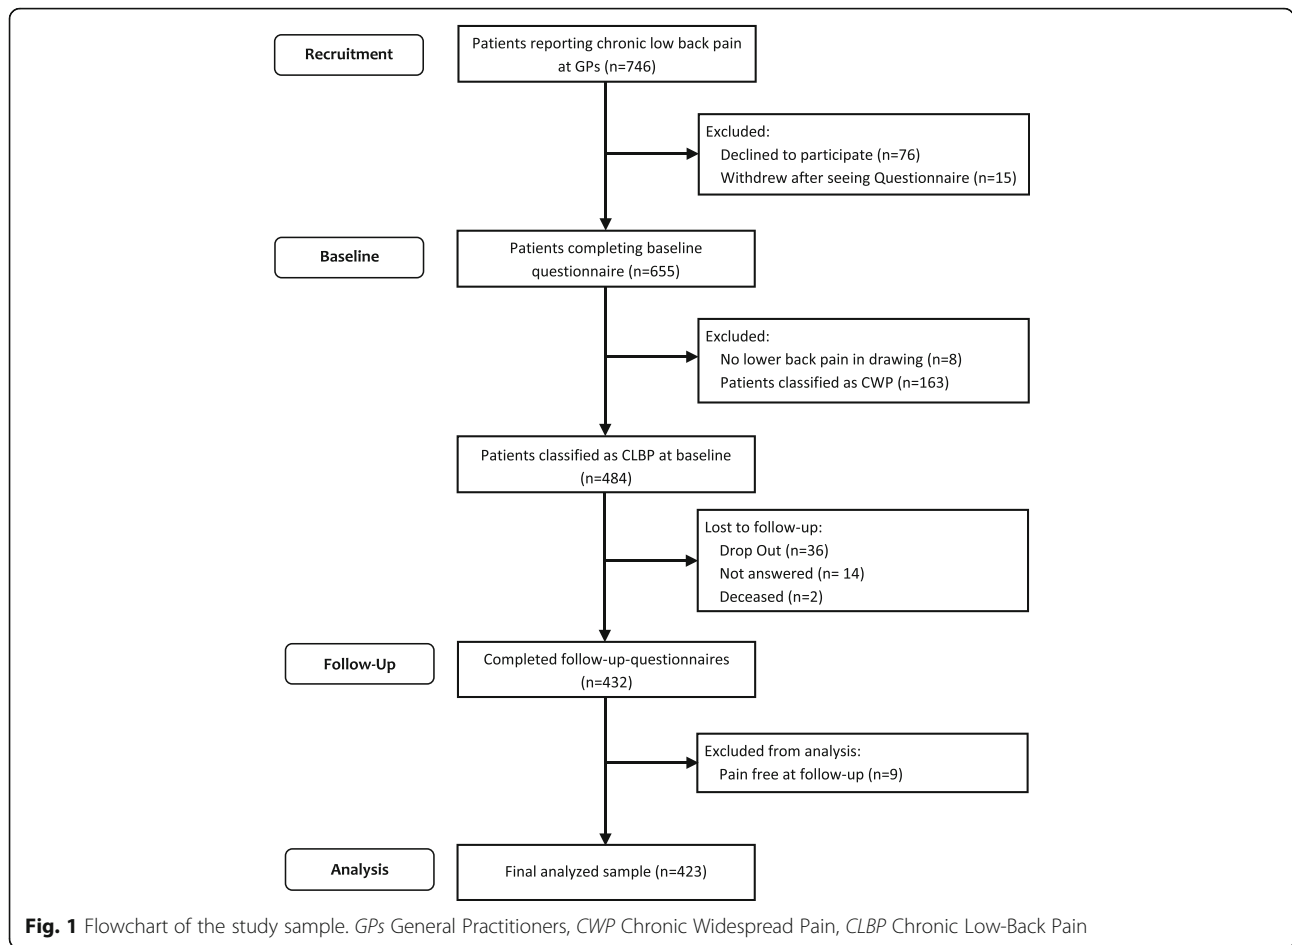 Recruitment
Patients reporting chronic low back pain
at GPs (n=746)
Excluded:
Declined to participate (n=76)
Withdrew after seeing Questionnaire (n=15)
Baseline
Patients completing baseline
questionnaire (n=655)
Excluded:
No lower back pain in drawing (n=8)
Patients classified as CWP (n=163)
Patients classified as CLBP at baseline
(n=484)
Lost to follow-up:
Drop Out (n=36)
Not answered (n= 14)
Deceased (n=2)
Follow-Up
Completed follow-up-questionnaires
(n=432)
Excluded from analysis:
Pain free at follow-up (n=9)
Analysis
Final analyzed sample (n=423)
Fig. 1 Flowchart of the study sample. GPs General Practitioners, CWP Chronic Widespread Pain, CLBP Chronic Low-Back Pain